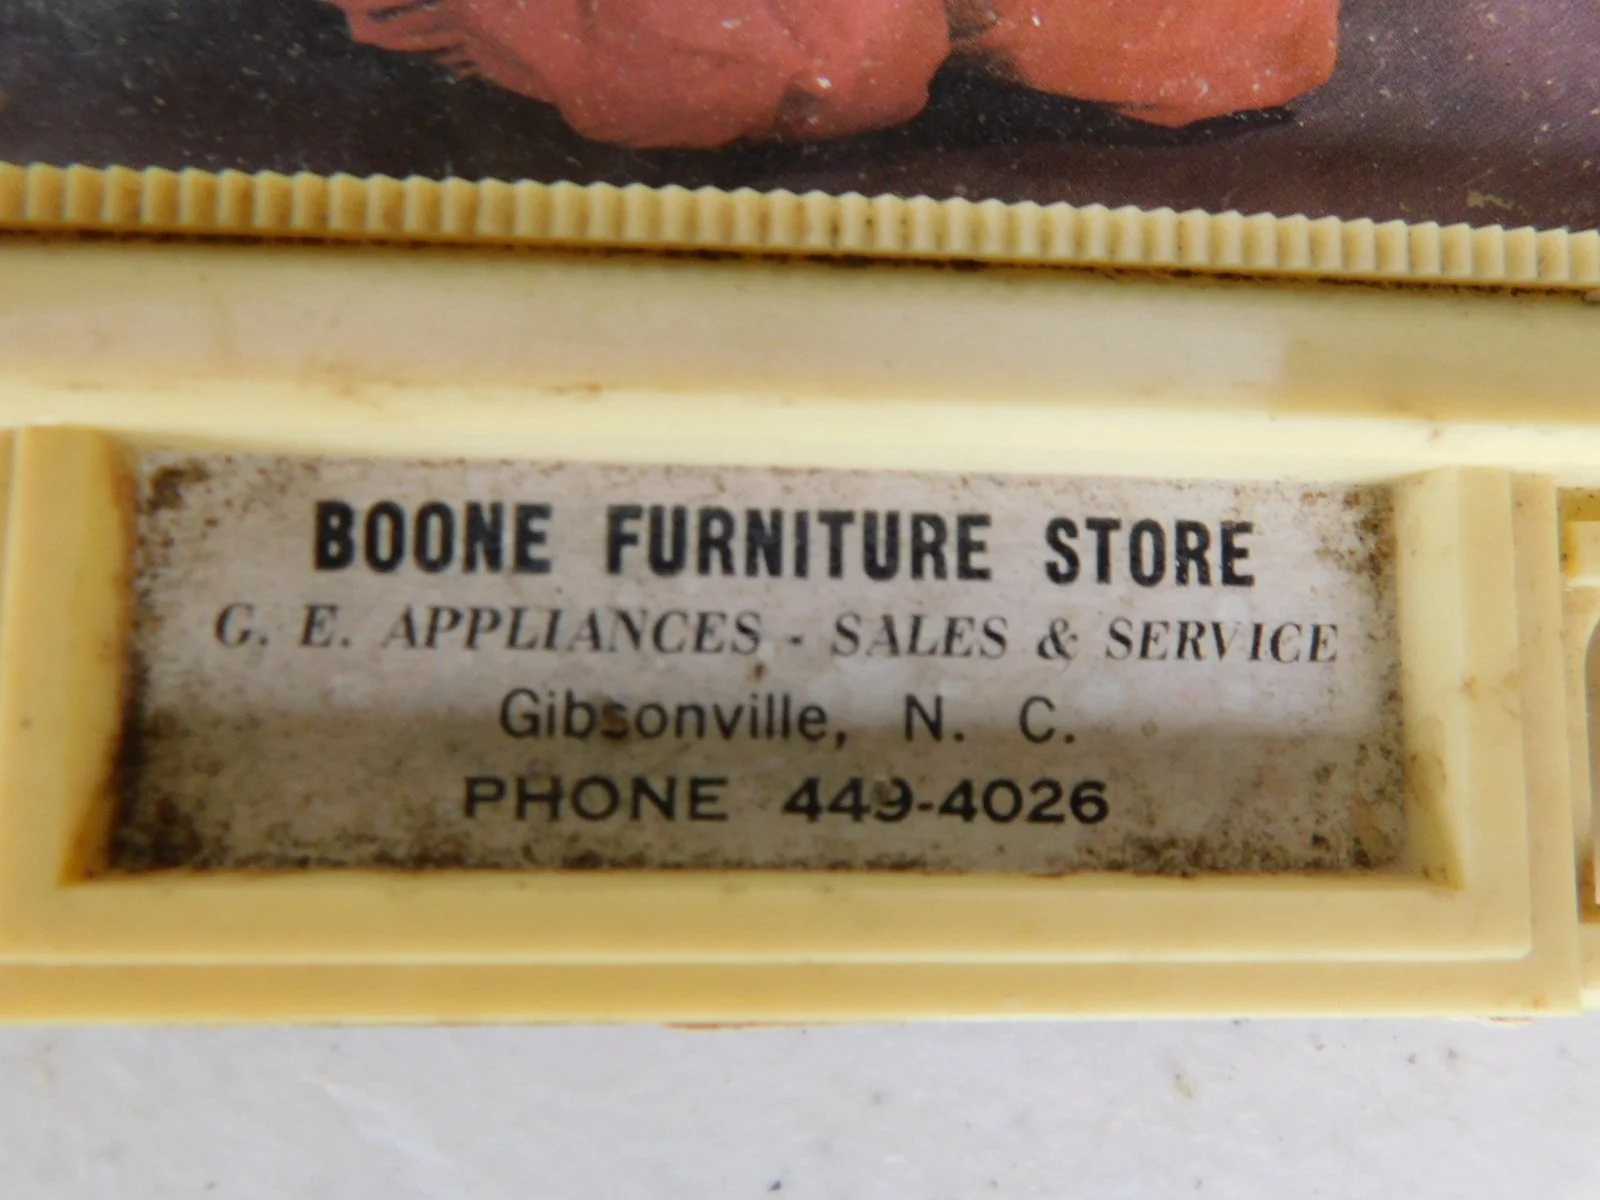 BOONE FURNITURE STORE
G. E. APPLIANCES - SALES & SERVICE
Gibsonville, N. C.
PHONE 449-4026